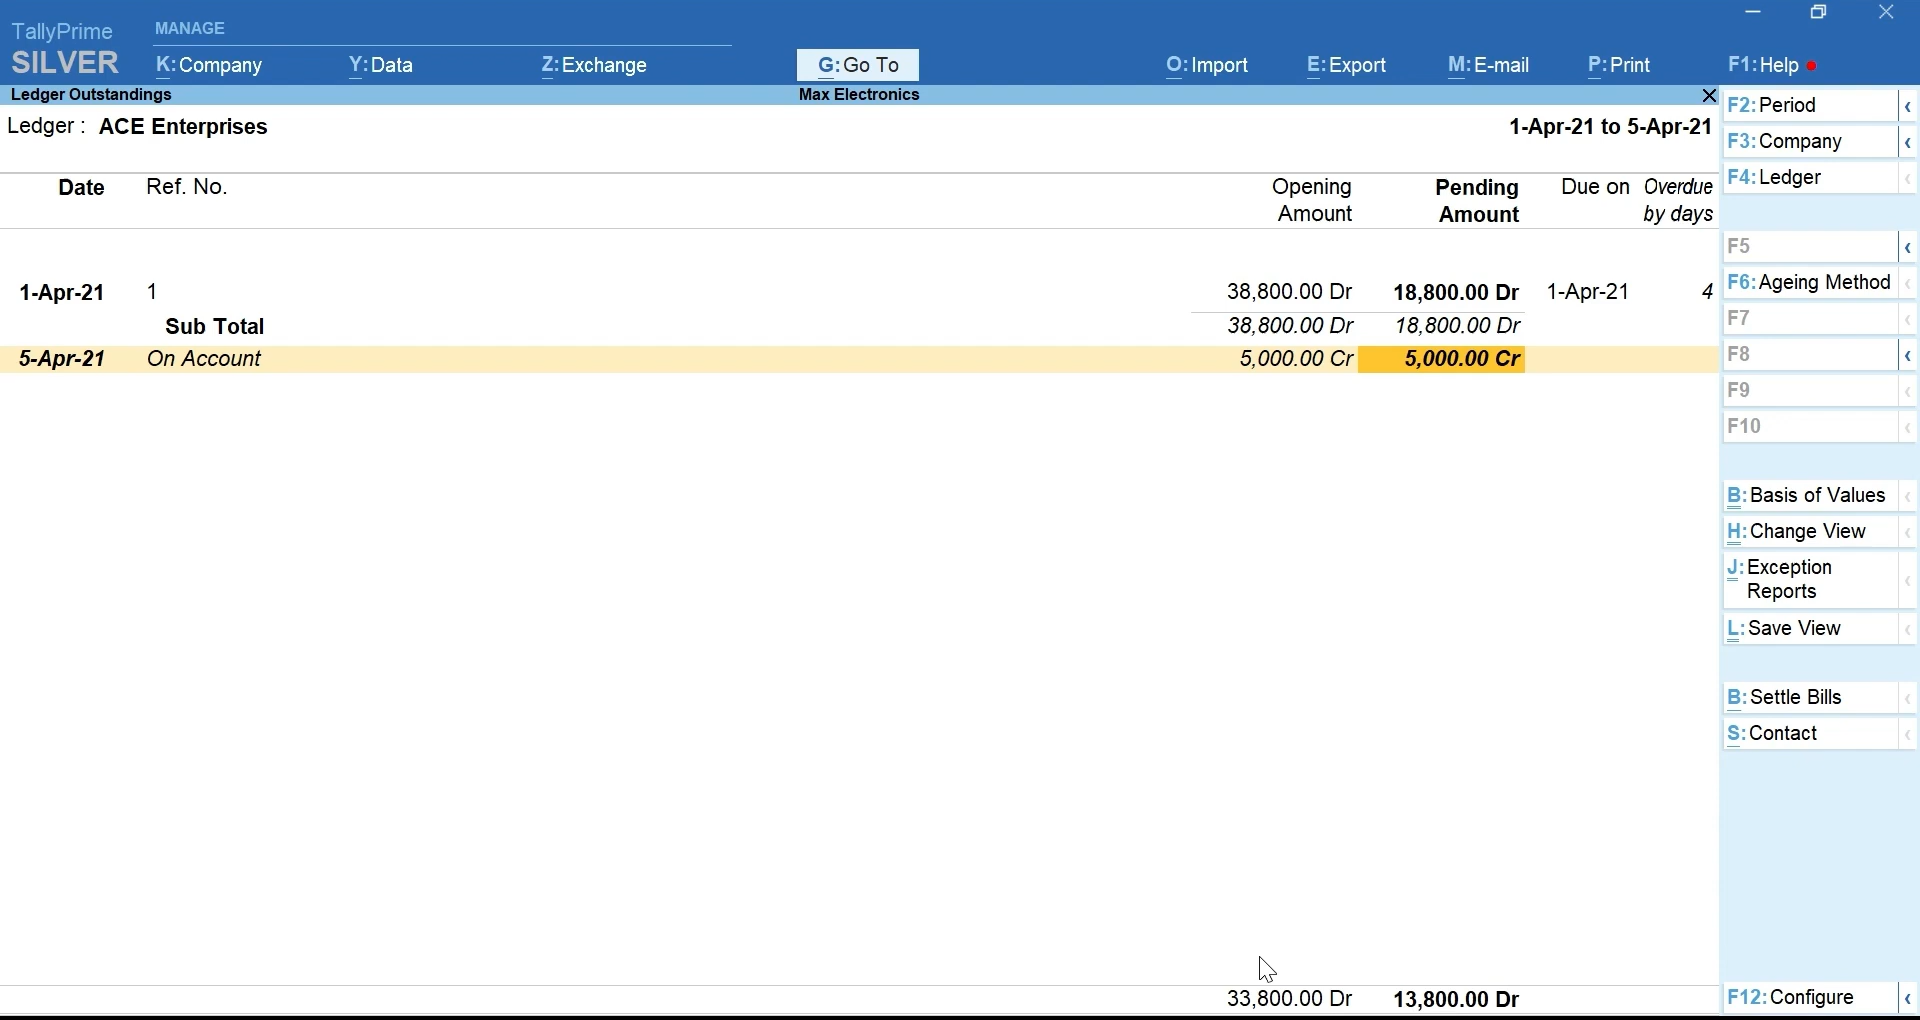 TallyPrime
SILVER
MANAGE
K:Company Y:Data Z:Exchange G:Go To O:Import E:Export M:E-mail P:Print F1:Help
Ledger Outstandings Max Electronics
Ledger : ACE Enterprises 1-Apr-21 to 5-Apr-21
Date Ref. No. Opening Amount Pending Amount Due on Overdue by days
1-Apr-21 1 38,800.00 Dr 18,800.00 Dr 1-Apr-21 4
Sub Total 38,800.00 Dr 18,800.00 Dr
5-Apr-21 On Account 5,000.00 Cr 5,000.00 Cr
33,800.00 Dr 13,800.00 Dr
F2:Period
F3:Company
F4:Ledger
F5
F6:Ageing Method
F7
F8
F9
F10
B:Basis of Values
H:Change View
J:Exception
Reports
L:Save View
B:Settle Bills
S:Contact
F12:Configure